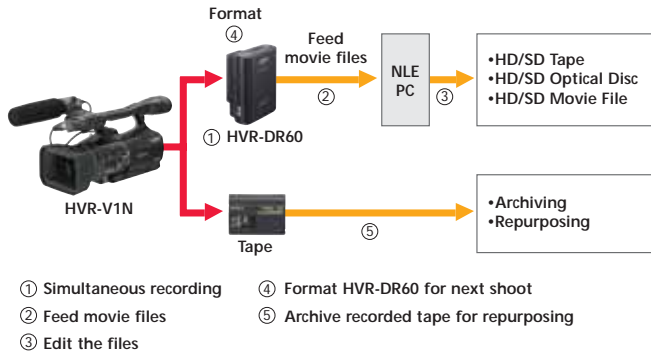 Format
④
Feed
movie files
②
NLE
PC
③
•HD/SD Tape
•HD/SD Optical Disc
•HD/SD Movie File
① HVR-DR60
HVR-V1N
Tape
⑤
•Archiving
•Repurposing
① Simultaneous recording
② Feed movie files
③ Edit the files
④ Format HVR-DR60 for next shoot
⑤ Archive recorded tape for repurposing